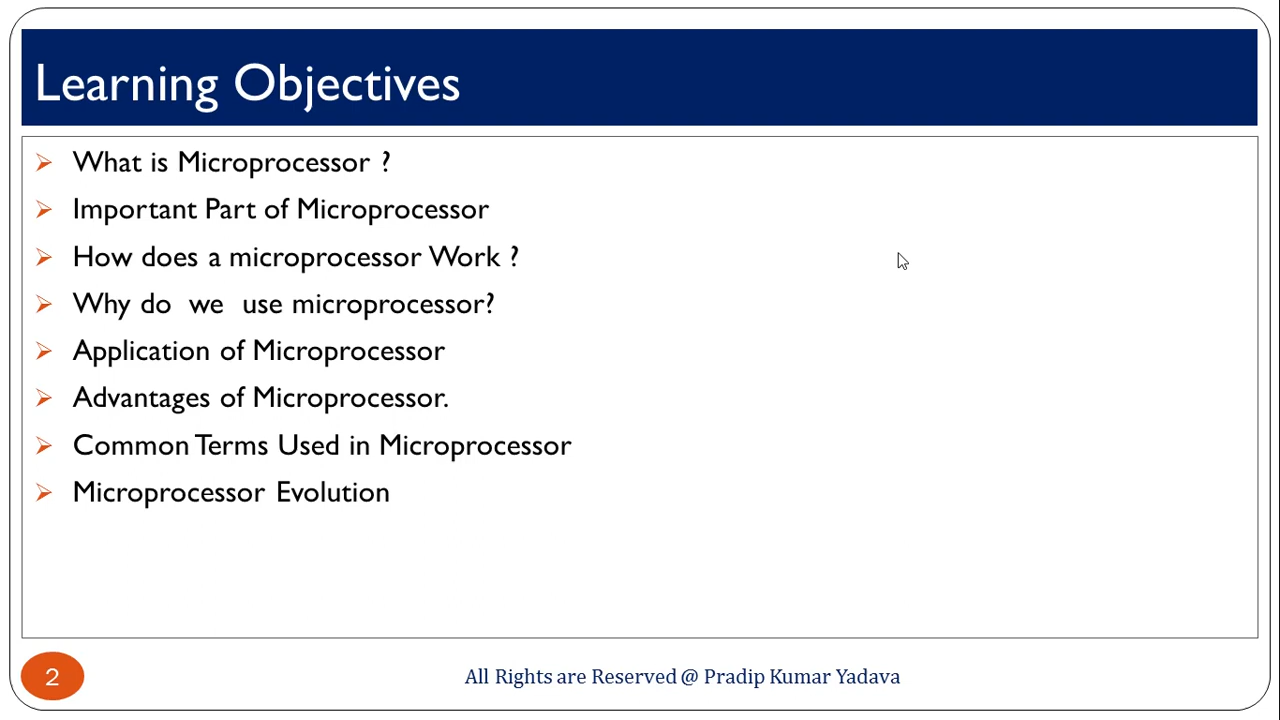 Learning Objectives
What is Microprocessor ?
Important Part of Microprocessor
How does a microprocessor Work ?
Why do we use microprocessor?
Application of Microprocessor
Advantages of Microprocessor.
Common Terms Used in Microprocessor
Microprocessor Evolution
2
All Rights are Reserved @ Pradip Kumar Yadava